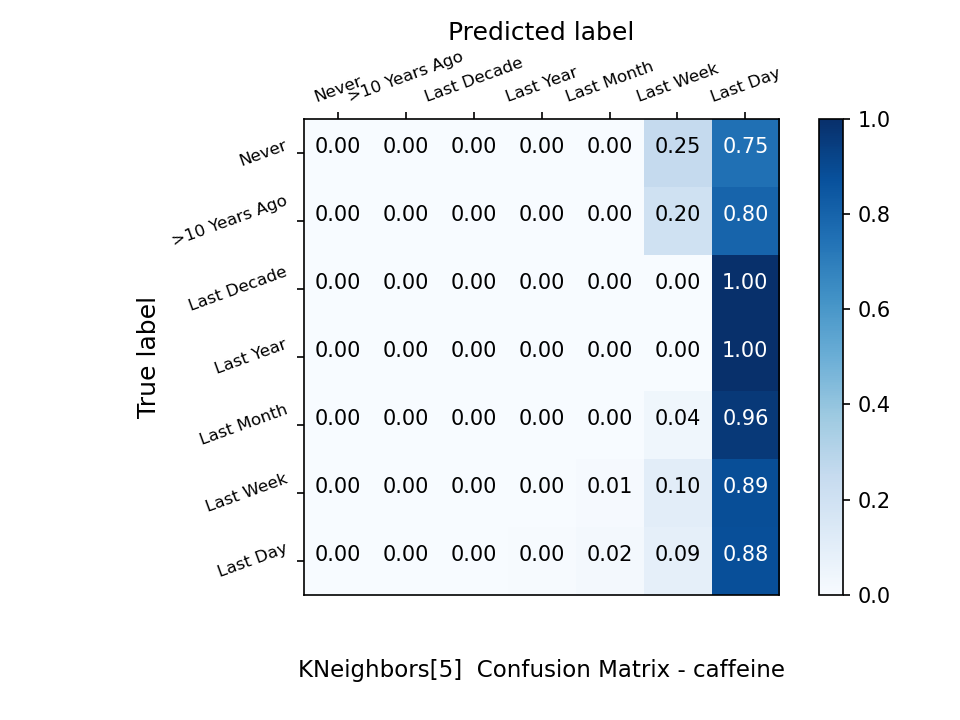 Predicted label
Never >10 Years Ago Last Decade Last Year Last Month Last Week Last Day
Never 0.00 0.00 0.00 0.00 0.00 0.25 0.75
>10 Years Ago 0.00 0.00 0.00 0.00 0.00 0.20 0.80
Last Decade 0.00 0.00 0.00 0.00 0.00 0.00 1.00
Last Year 0.00 0.00 0.00 0.00 0.00 0.00 1.00
Last Month 0.00 0.00 0.00 0.00 0.00 0.04 0.96
Last Week 0.00 0.00 0.00 0.00 0.01 0.10 0.89
Last Day 0.00 0.00 0.00 0.00 0.02 0.09 0.88
True label
1.0
0.8
0.6
0.4
0.2
0.0
KNeighbors[5]  Confusion Matrix - caffeine